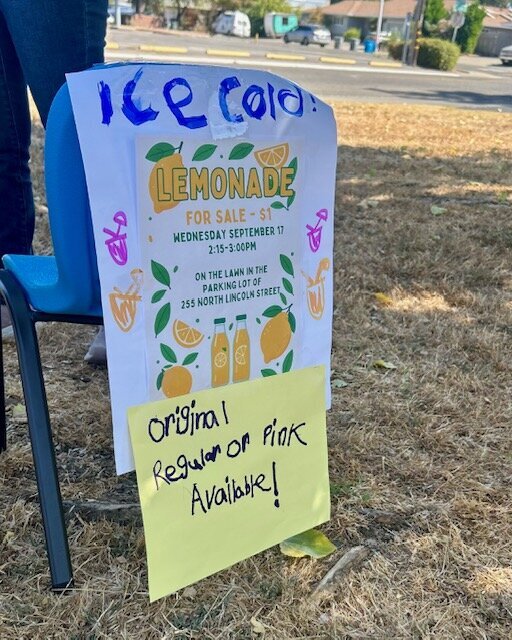 ICe Cold!
LEMONADE
FOR SALE - $1
WEDNESDAY SEPTEMBER 17
2:15-3:00PM
ON THE LAWN IN THE
PARKING LOT OF
255 NORTH LINCOLN STREET
Original
Regular or Pink
Available!